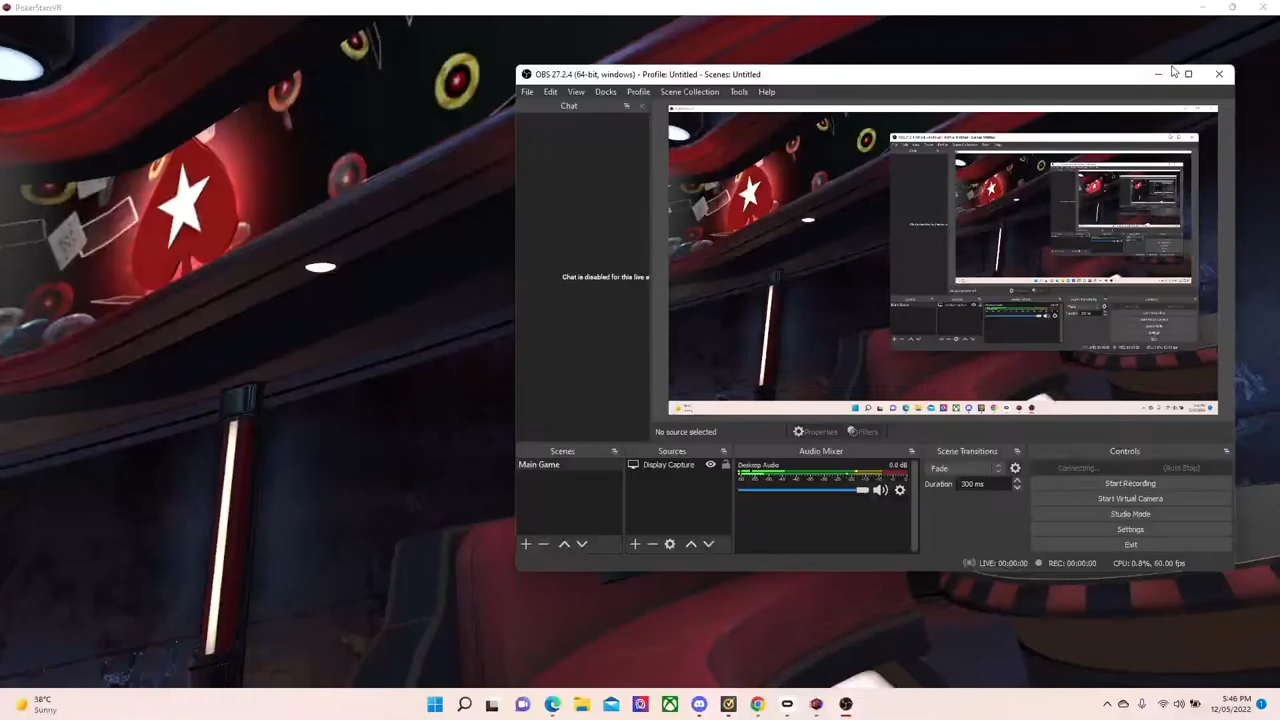 PokerStarsVR
OBS 27.2.4 (64-bit, windows) - Profile: Untitled - Scenes: Untitled
File Edit View Docks Profile Scene Collection Tools Help
Chat
Chat is disabled for this live s
No source selected
Properties
Filters
Scenes
Main Game
Sources
Display Capture
Audio Mixer
Desktop Audio 0.0 dB
Scene Transitions
Fade
Duration 300 ms
Controls
Connecting... (Auto Stop)
Start Recording
Start Virtual Camera
Studio Mode
Settings
Exit
LIVE: 00:00:00 REC: 00:00:00 CPU: 0.8%, 60.00 fps
38°C
Sunny
5:46 PM
12/05/2022